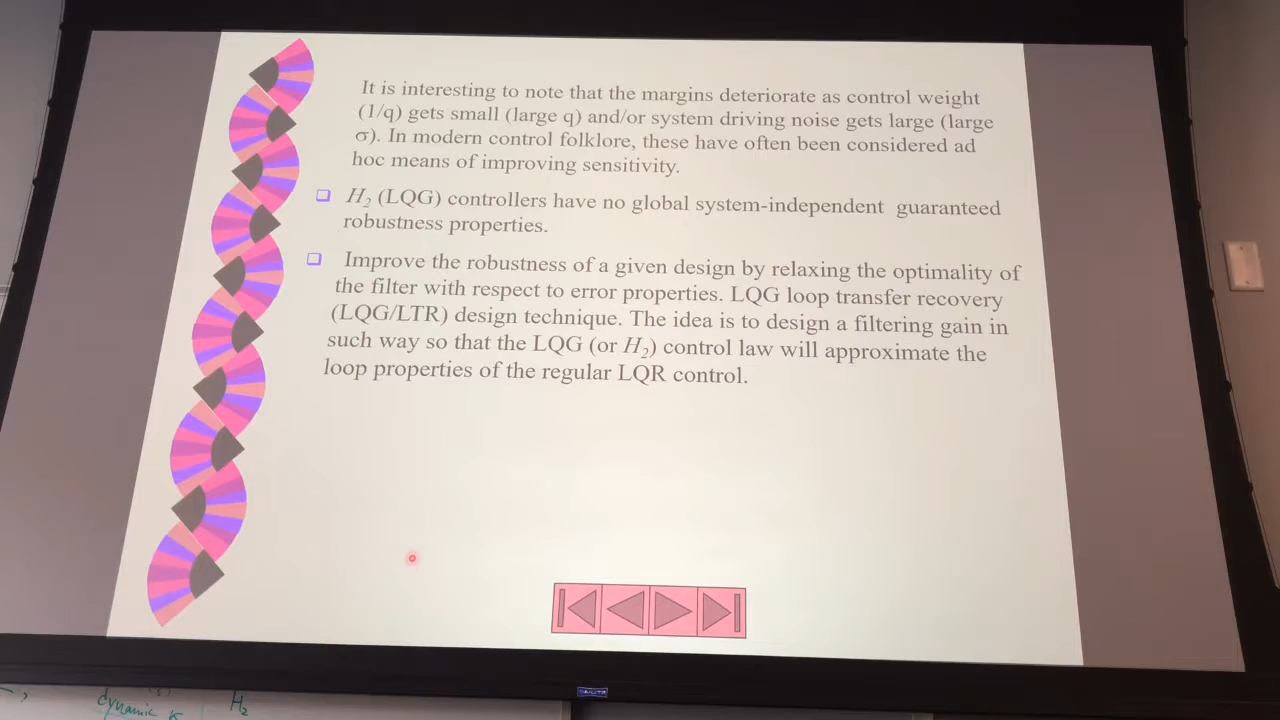 It is interesting to note that the margins deteriorate as control weight
(1/q) gets small (large q) and/or system driving noise gets large (large
σ). In modern control folklore, these have often been considered ad
hoc means of improving sensitivity.
H2 (LQG) controllers have no global system-independent guaranteed
robustness properties.
Improve the robustness of a given design by relaxing the optimality of
the filter with respect to error properties. LQG loop transfer recovery
(LQG/LTR) design technique. The idea is to design a filtering gain in
such way so that the LQG (or H2) control law will approximate the
loop properties of the regular LQR control.
DA-LITE
dynamic K
H2